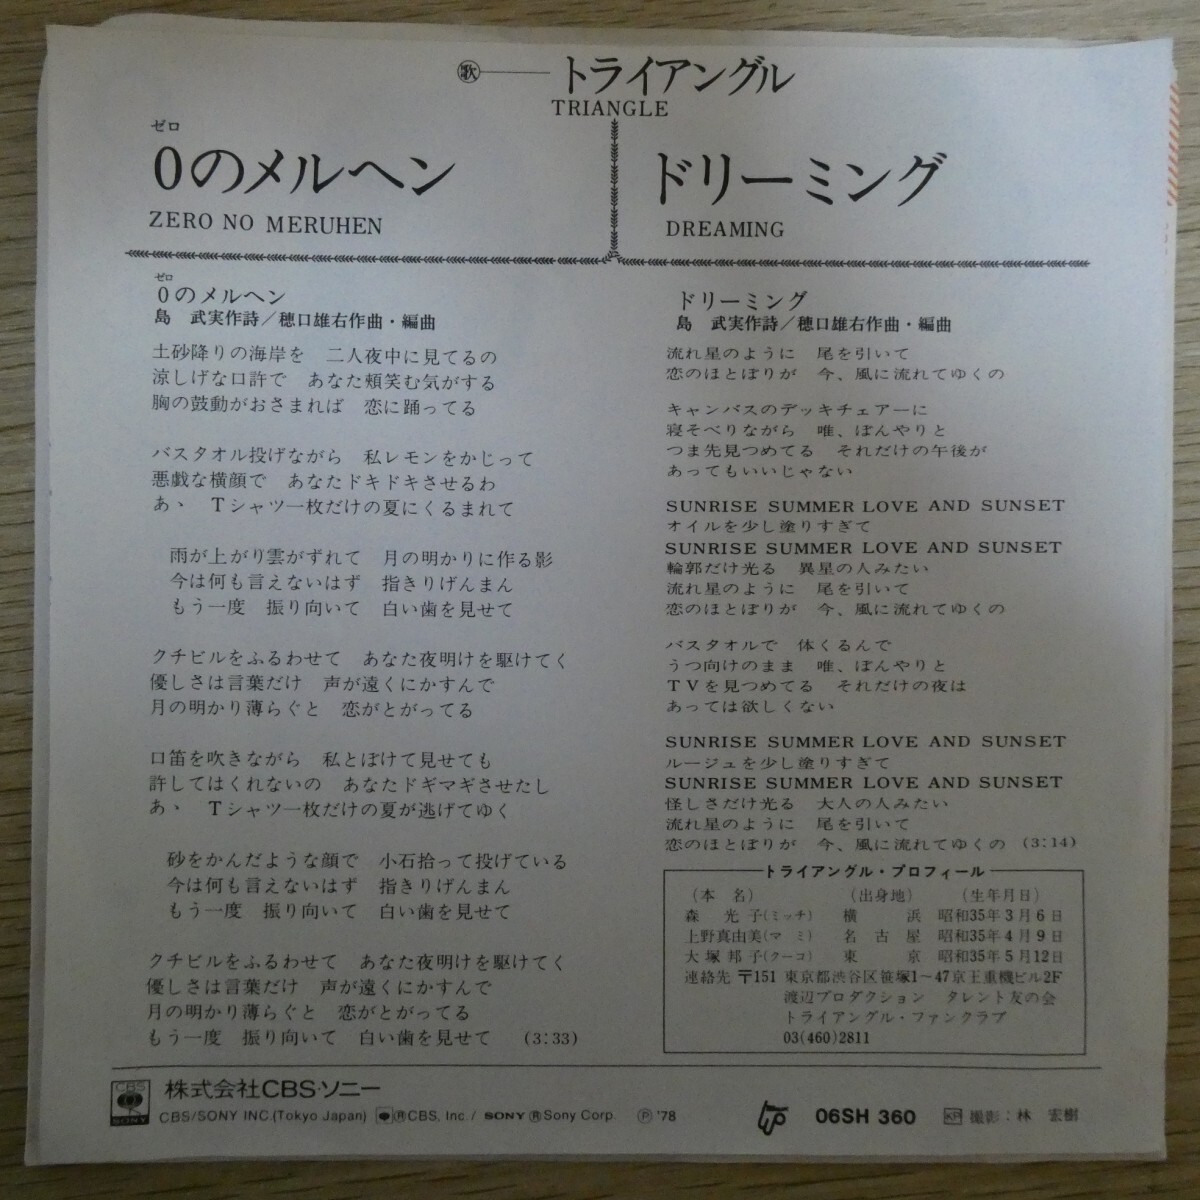 歌 トライアングル
TRIANGLE
ゼロ
0のメルヘン
ZERO NO MERUHEN
ドリーミング
DREAMING
ゼロ
0のメルヘン
島 武実作詩/穂口雄右作曲・編曲
土砂降りの海岸を 二人夜中に見てるの
涼しげな口許で あなた頬笑む気がする
胸の鼓動がおさまれば 恋に踊ってる
バスタオル投げながら 私レモンをかじって
悪戯な横顔で あなたドキドキさせるわ
あゝ Tシャツ一枚だけの夏にくるまれて
雨が上がり雲がずれて 月の明かりに作る影
今は何も言えないはず 指きりげんまん
もう一度 振り向いて 白い歯を見せて
クチビルをふるわせて あなた夜明けを駆けてく
優しさは言葉だけ 声が遠くにかすんで
月の明かり薄らぐと 恋がとがってる
口笛を吹きながら 私とぼけて見せても
許してはくれないの あなたドギマギさせたし
あゝ Tシャツ一枚だけの夏が逃げてゆく
砂をかんだような顔で 小石拾って投げている
今は何も言えないはず 指きりげんまん
もう一度 振り向いて 白い歯を見せて
クチビルをふるわせて あなた夜明けを駆けてく
優しさは言葉だけ 声が遠くにかすんで
月の明かり薄らぐと 恋がとがってる
もう一度 振り向いて 白い歯を見せて (3:33)
ドリーミング
島 武実作詩/穂口雄右作曲・編曲
流れ星のように 尾を引いて
恋のほとぼりが 今、風に流れてゆくの
キャンバスのデッキチェアーに
寝そべりながら 唯、ぼんやりと
つま先見つめてる それだけの午後が
あってもいいじゃない
SUNRISE SUMMER LOVE AND SUNSET
オイルを少し塗りすぎて
SUNRISE SUMMER LOVE AND SUNSET
輪郭だけ光る 異星の人みたい
流れ星のように 尾を引いて
恋のほとぼりが 今、風に流れてゆくの
バスタオルで 体くるんで
うつ向けのまま 唯、ぼんやりと
TVを見つめてる それだけの夜は
あっては欲しくない
SUNRISE SUMMER LOVE AND SUNSET
ルージュを少し塗りすぎて
SUNRISE SUMMER LOVE AND SUNSET
怪しさだけ光る 大人の人みたい
流れ星のように 尾を引いて
恋のほとぼりが 今、風に流れてゆくの (3:14)
トライアングル・プロフィール
(本 名) (出身地) (生年月日)
森 光子(ミッチ) 横 浜 昭和35年3月6日
上野真由美(マ ミ) 名 古 屋 昭和35年4月9日
大塚邦子(クーコ) 東 京 昭和35年5月12日
連絡先 〒151 東京都渋谷区笹塚1〜47京王重機ビル2F
渡辺プロダクション タレント友の会
トライアングル・ファンクラブ
03(460)2811
CBS SONY 株式会社CBS・ソニー
CBS/SONY INC.(Tokyo Japan) ®CBS, Inc./ SONY ®Sony Corp. ℗'78 06SH 360 KR 撮影:林 宏樹